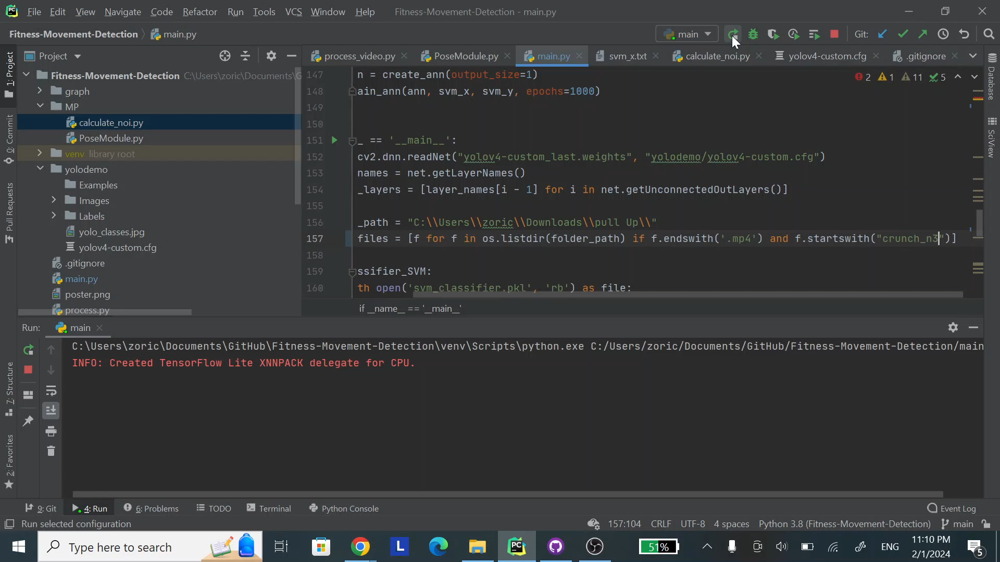 File Edit View Navigate Code Refactor Run Tools VCS Window Help Fitness-Movement-Detection - main.py
Fitness-Movement-Detection main.py main Git:
Project process_video.py PoseModule.py main.py svm_x.txt calculate_noi.py yolov4-custom.cfg .gitignore
1: Project
0: Commit
Pull Requests
7: Structure
2: Favorites
Database
SciView
Fitness-Movement-Detection C:\Users\zoric\Documents\G
graph
MP
calculate_noi.py
PoseModule.py
venv library root
yolodemo
Examples
Images
Labels
yolo_classes.jpg
yolov4-custom.cfg
.gitignore
main.py
poster.png
process.py
2 1 11 5
147 n = create_ann(output_size=1)
148 ain_ann(ann, svm_x, svm_y, epochs=1000)
149
150
151 _ == '__main__':
152 cv2.dnn.readNet("yolov4-custom_last.weights", "yolodemo/yolov4-custom.cfg")
153 names = net.getLayerNames()
154 _layers = [layer_names[i - 1] for i in net.getUnconnectedOutLayers()]
155
156 _path = "C:\\Users\\zoric\\Downloads\\pull Up\\"
157 files = [f for f in os.listdir(folder_path) if f.endswith('.mp4') and f.startswith("crunch_n3")]
158
159 ssifier_SVM:
160 th open('svm_classifier.pkl', 'rb') as file:
if __name__ == '__main__'
Run: main
C:\Users\zoric\Documents\GitHub\Fitness-Movement-Detection\venv\Scripts\python.exe C:/Users/zoric/Documents/GitHub/Fitness-Movement-Detection/main
INFO: Created TensorFlow Lite XNNPACK delegate for CPU.
9: Git 4: Run 6: Problems TODO Terminal Python Console Event Log
Run selected configuration 157:104 CRLF UTF-8 4 spaces Python 3.8 (Fitness-Movement-Detection) main
Type here to search L PC 51% ENG 11:10 PM
2/1/2024 5